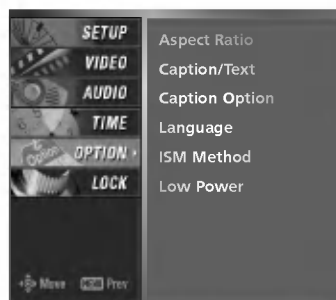 SETUP
VIDEO
AUDIO
TIME
OPTION
LOCK
Move MENU Prev
Aspect Ratio
Caption/Text
Caption Option
Language
ISM Method
Low Power